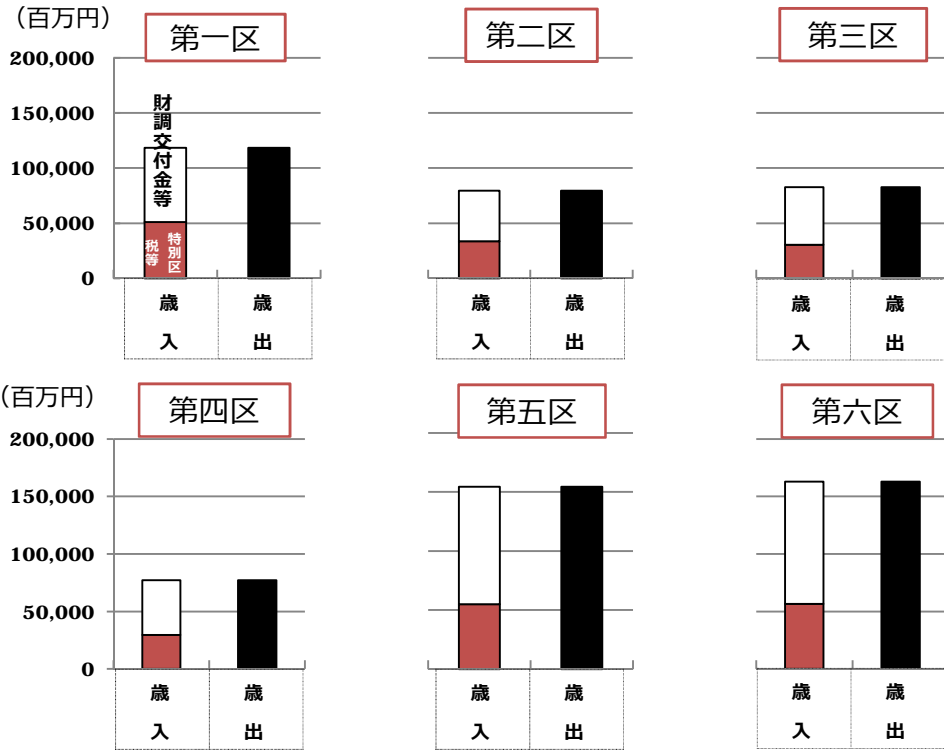 （百万円）
第一区
第二区
第三区
200,000
150,000
100,000
50,000
0
財調交付金等
特別区
税等
歳入
歳出
歳入
歳出
歳入
歳出
（百万円）
第四区
第五区
第六区
200,000
150,000
100,000
50,000
0
歳入
歳出
歳入
歳出
歳入
歳出